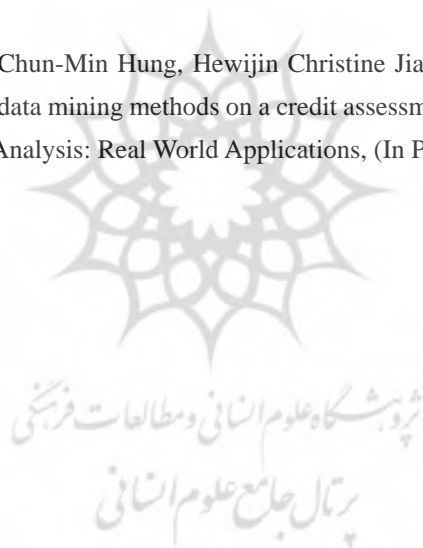 Chun-Min Hung, Hewijin Christine Jia
data mining methods on a credit assessm
Analysis: Real World Applications, (In P
پژوهشگاه علوم انسانی و مطالعات فرهنگی
پرتال جامع علوم انسانی